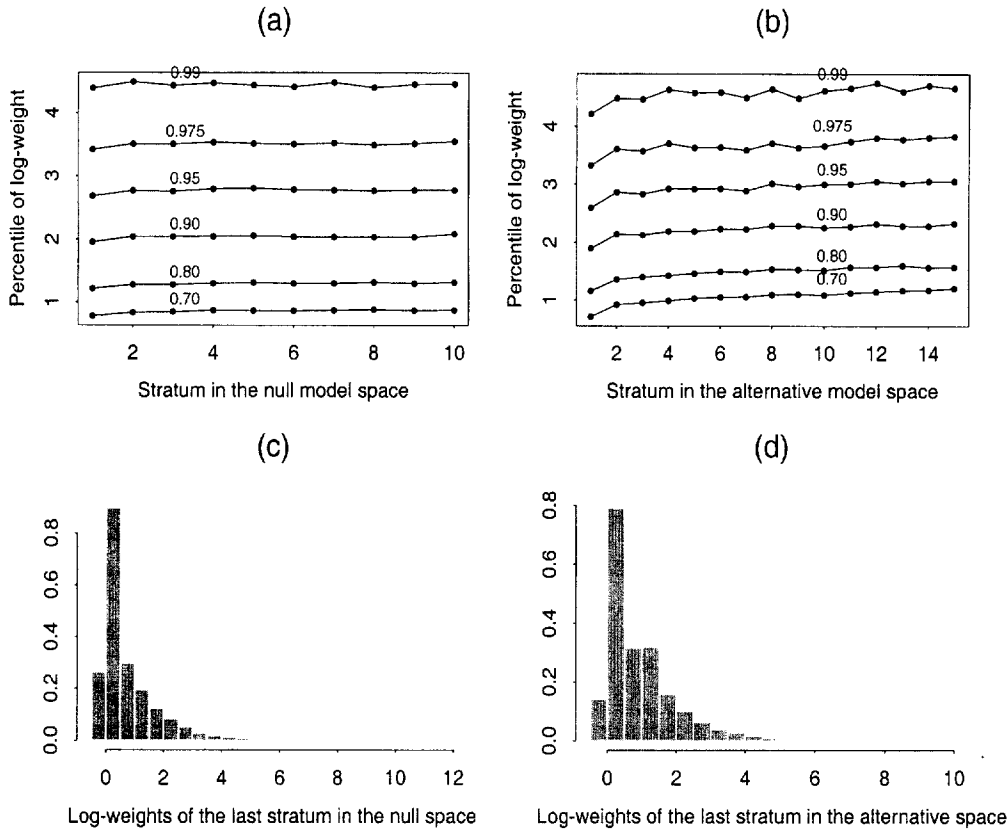 (a)
Percentile of log-weight
4
3
2
1
0.99
0.975
0.95
0.90
0.80
0.70
2 4 6 8 10
Stratum in the null model space
(b)
Percentile of log-weight
4
3
2
1
0.99
0.975
0.95
0.90
0.80
0.70
2 4 6 8 10 12 14
Stratum in the alternative model space
(c)
0.8
0.6
0.4
0.2
0.0
0 2 4 6 8 10 12
Log-weights of the last stratum in the null space
(d)
0.8
0.6
0.4
0.2
0.0
0 2 4 6 8 10
Log-weights of the last stratum in the alternative space